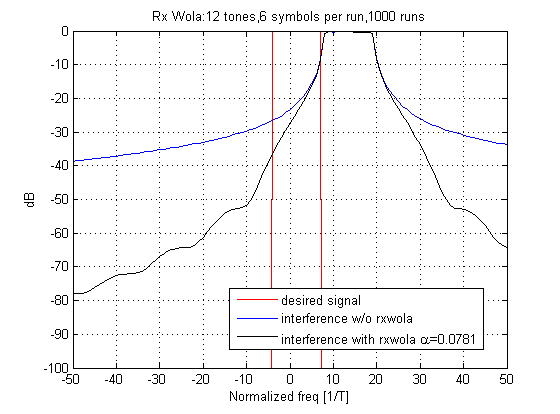 Rx Wola:12 tones,6 symbols per run,1000 runs
0
-10
-20
-30
-40
-50
-60
-70
-80
-90
-100
dB
desired signal
interference w/o rxwola
interference with rxwola α=0.0781
-50 -40 -30 -20 -10 0 10 20 30 40 50
Normalized freq [1/T]